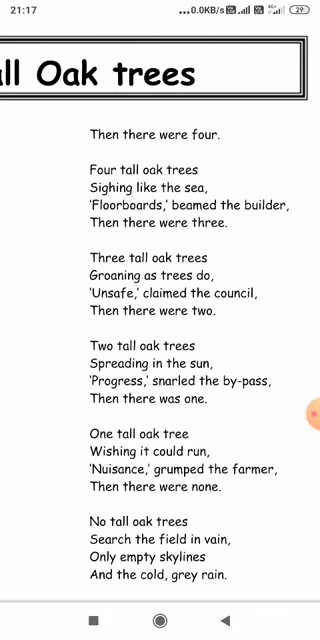 21:17
...0.0KB/s
4G+
29
all Oak trees
Then there were four.
Four tall oak trees
Sighing like the sea,
‘Floorboards,’ beamed the builder,
Then there were three.
Three tall oak trees
Groaning as trees do,
‘Unsafe,’ claimed the council,
Then there were two.
Two tall oak trees
Spreading in the sun,
‘Progress,’ snarled the by-pass,
Then there was one.
One tall oak tree
Wishing it could run,
‘Nuisance,’ grumped the farmer,
Then there were none.
No tall oak trees
Search the field in vain,
Only empty skylines
And the cold, grey rain.